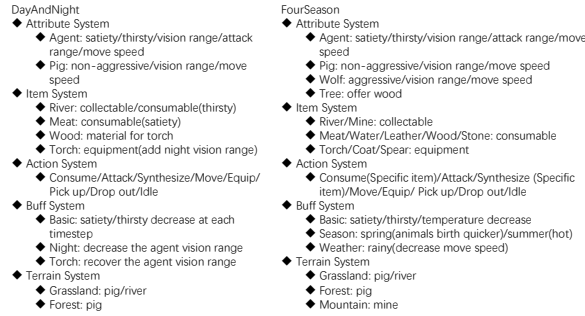 DayAndNight
◆ Attribute System
◆ Agent: satiety/thirsty/vision range/attack
range/move speed
◆ Pig: non-aggressive/vision range/move
speed
◆ Item System
◆ River: collectable/consumable(thirsty)
◆ Meat: consumable(satiety)
◆ Wood: material for torch
◆ Torch: equipment(add night vision range)
◆ Action System
◆ Consume/Attack/Synthesize/Move/Equip/
Pick up/Drop out/Idle
◆ Buff System
◆ Basic: satiety/thirsty decrease at each
timestep
◆ Night: decrease the agent vision range
◆ Torch: recover the agent vision range
◆ Terrain System
◆ Grassland: pig/river
◆ Forest: pig
FourSeason
◆ Attribute System
◆ Agent: satiety/thirsty/vision range/attack range/move
speed
◆ Pig: non-aggressive/vision range/move speed
◆ Wolf: aggressive/vision range/move speed
◆ Tree: offer wood
◆ Item System
◆ River/Mine: collectable
◆ Meat/Water/Leather/Wood/Stone: consumable
◆ Torch/Coat/Spear: equipment
◆ Action System
◆ Consume(Specific item)/Attack/Synthesize (Specific
item)/Move/Equip/ Pick up/Drop out/Idle
◆ Buff System
◆ Basic: satiety/thirsty/temperature decrease
◆ Season: spring(animals birth quicker)/summer(hot)
◆ Weather: rainy(decrease move speed)
◆ Terrain System
◆ Grassland: pig/river
◆ Forest: pig
◆ Mountain: mine